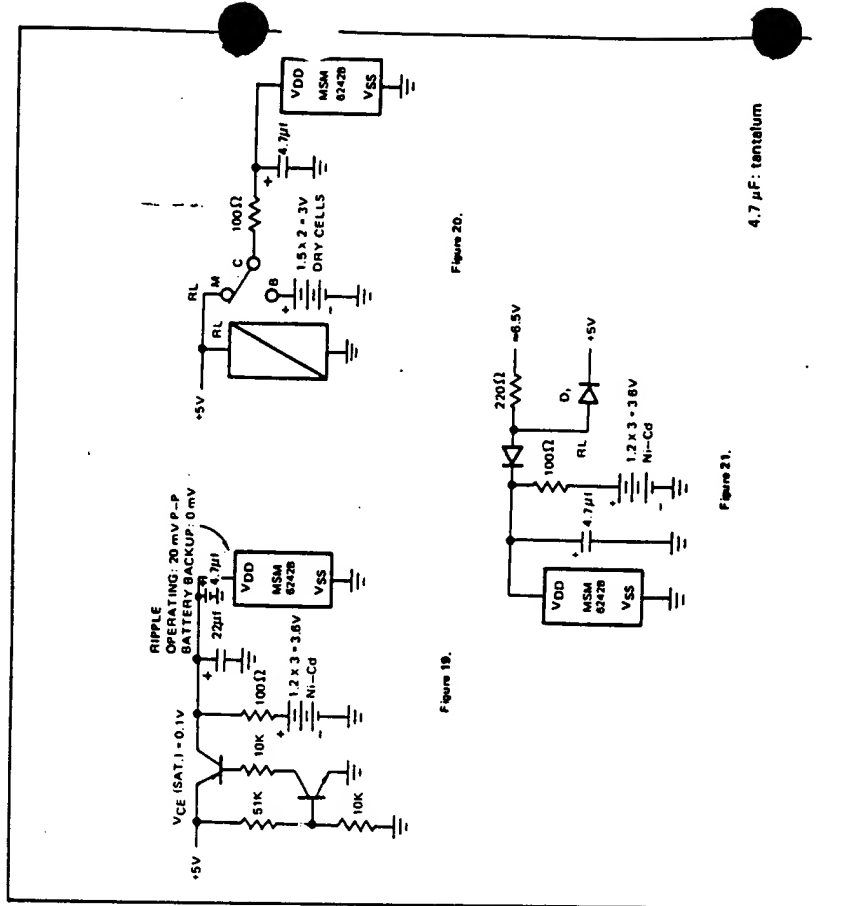 RIPPLE
OPERATING: 20 mV P-P
BATTERY BACKUP: 0 mV
VCE (SAT.) = 0.1V
+5V
51K
10K
10K
100Ω
1.2 x 3 = 3.6V
Ni-Cd
+
-
+
22μf
+
4.7μf
VDD
MSM
6242B
VSS
Figure 19.
+5V
RL
RL
M
C
B
100Ω
+
-
1.5 x 2 = 3V
DRY CELLS
+
4.7μf
VDD
MSM
6242B
VSS
Figure 20.
VDD
MSM
6242B
VSS
+
4.7μf
100Ω
+
-
1.2 x 3 = 3.6V
Ni-Cd
220Ω
≈6.5V
D1
RL
+5V
Figure 21.
4.7 μF: tantalum